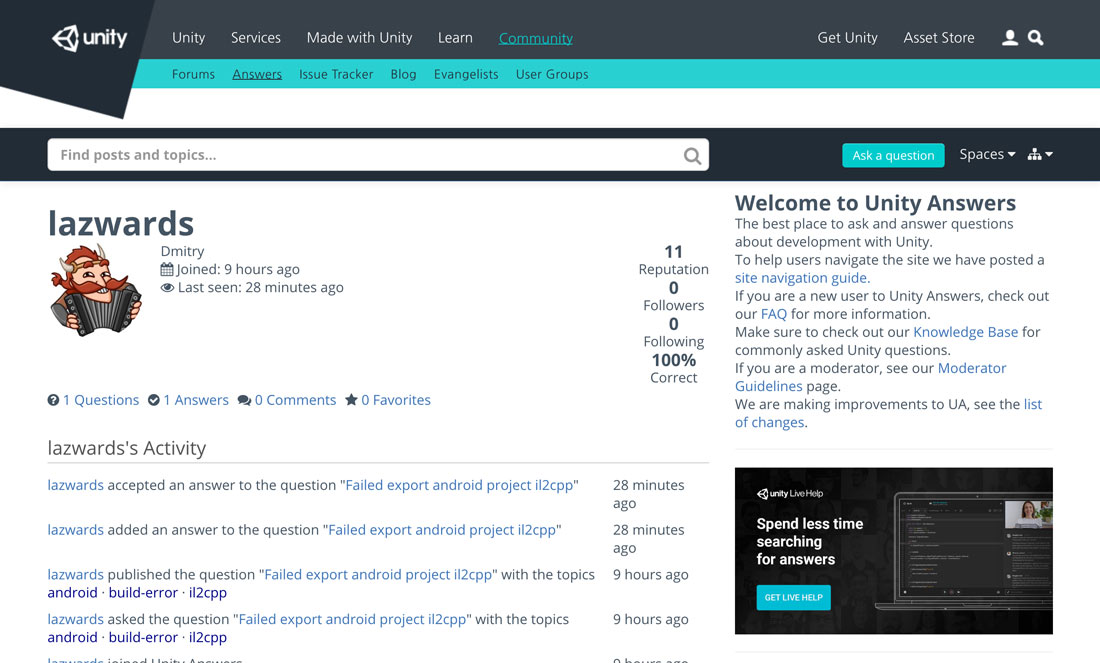 unity
Unity Services Made with Unity Learn Community
Get Unity Asset Store
Forums Answers Issue Tracker Blog Evangelists User Groups
Find posts and topics...
Ask a question Spaces
lazwards
Dmitry
Joined: 9 hours ago
Last seen: 28 minutes ago
11
Reputation
0
Followers
0
Following
100%
Correct
1 Questions 1 Answers 0 Comments 0 Favorites
lazwards's Activity
lazwards accepted an answer to the question "Failed export android project il2cpp" 28 minutes
ago
lazwards added an answer to the question "Failed export android project il2cpp" 28 minutes
ago
lazwards published the question "Failed export android project il2cpp" with the topics 9 hours ago
android · build-error · il2cpp
lazwards asked the question "Failed export android project il2cpp" with the topics 9 hours ago
android · build-error · il2cpp
lazwards joined Unity Answers 9 hours ago
Welcome to Unity Answers
The best place to ask and answer questions
about development with Unity.
To help users navigate the site we have posted a
site navigation guide.
If you are a new user to Unity Answers, check out
our FAQ for more information.
Make sure to check out our Knowledge Base for
commonly asked Unity questions.
If you are a moderator, see our Moderator
Guidelines page.
We are making improvements to UA, see the list
of changes.
unity Live Help
Spend less time
searching
for answers
GET LIVE HELP